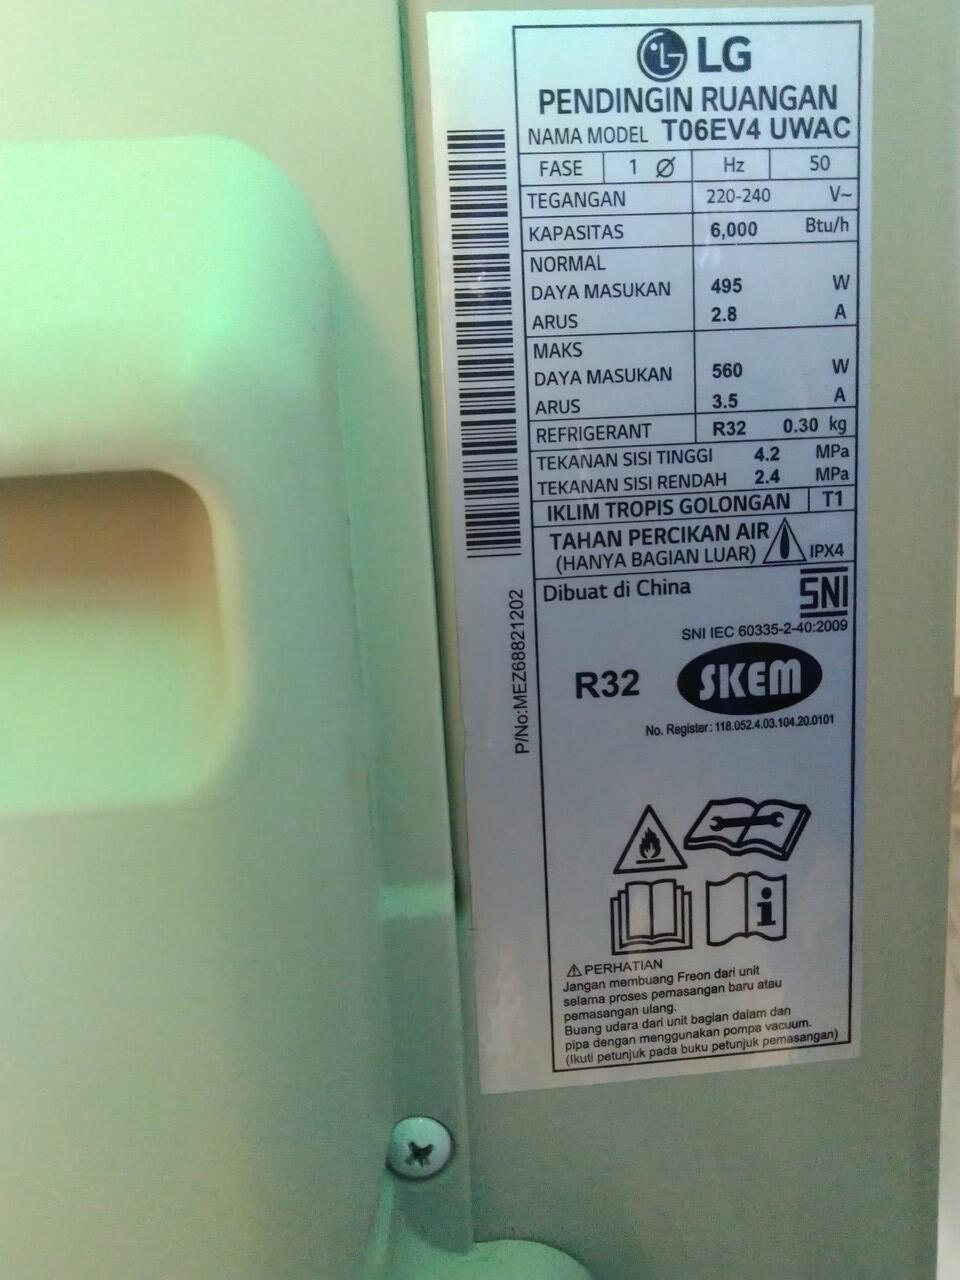 LG
PENDINGIN RUANGAN
NAMA MODEL T06EV4 UWAC
FASE 1 Ø Hz 50
TEGANGAN 220-240 V~
KAPASITAS 6,000 Btu/h
NORMAL
DAYA MASUKAN 495 W
ARUS 2.8 A
MAKS
DAYA MASUKAN 560 W
ARUS 3.5 A
REFRIGERANT R32 0.30 kg
TEKANAN SISI TINGGI 4.2 MPa
TEKANAN SISI RENDAH 2.4 MPa
IKLIM TROPIS GOLONGAN T1
TAHAN PERCIKAN AIR
(HANYA BAGIAN LUAR) IPX4
Dibuat di China
SNI
SNI IEC 60335-2-40:2009
R32 SKEM
No. Register: 118.052.4.03.104.20.0101
P/No:MEZ68821202
i
PERHATIAN
Jangan membuang Freon dari unit
selama proses pemasangan baru atau
pemasangan ulang.
Buang udara dari unit bagian dalam dan
pipa dengan menggunakan pompa vacuum.
(Ikuti petunjuk pada buku petunjuk pemasangan)